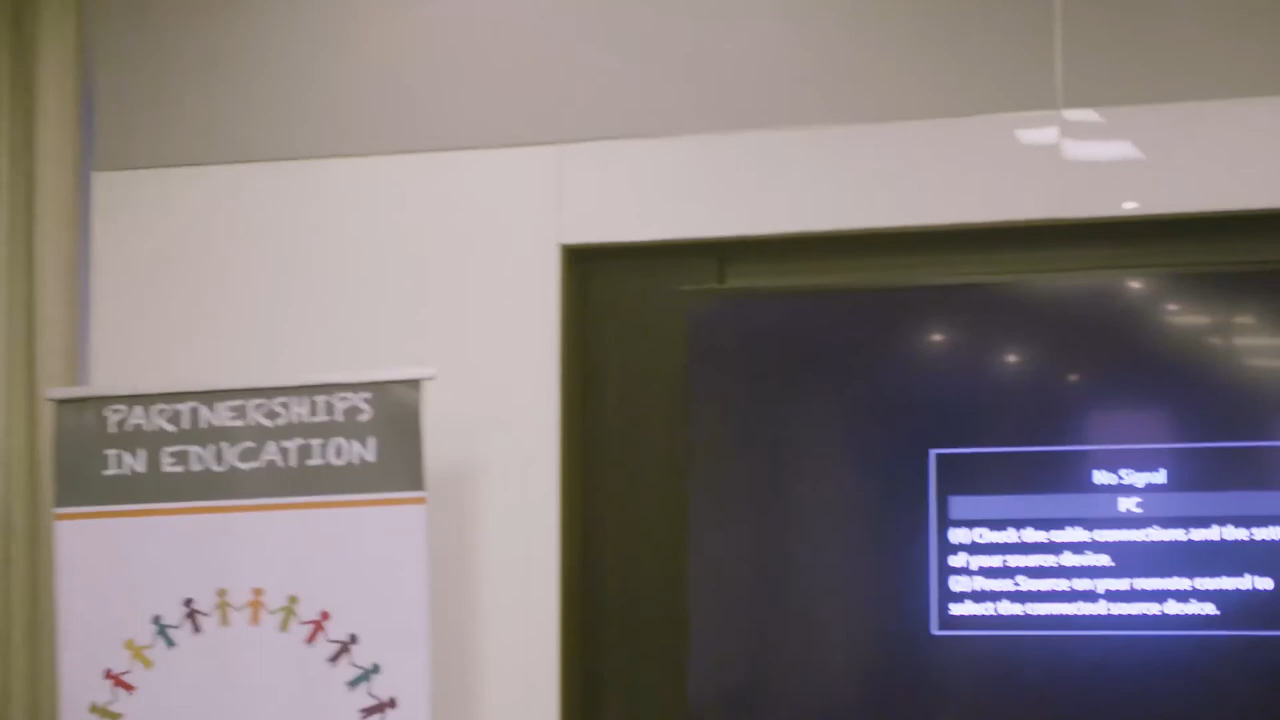 PARTNERSHIPS
IN EDUCATION
No Signal
PC
(1) Check the cable connections and the
of your source device.
(2) Press Source on your remote control to
select the connected source device.